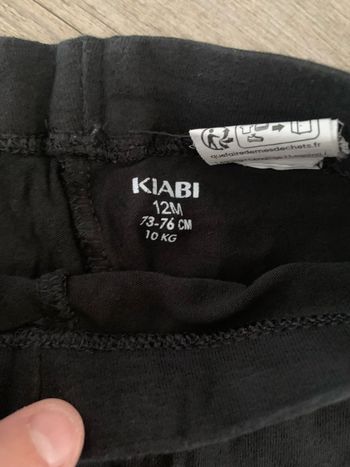 quefairedemesdechets.fr
KIABI
12M
73-76 CM
10 KG